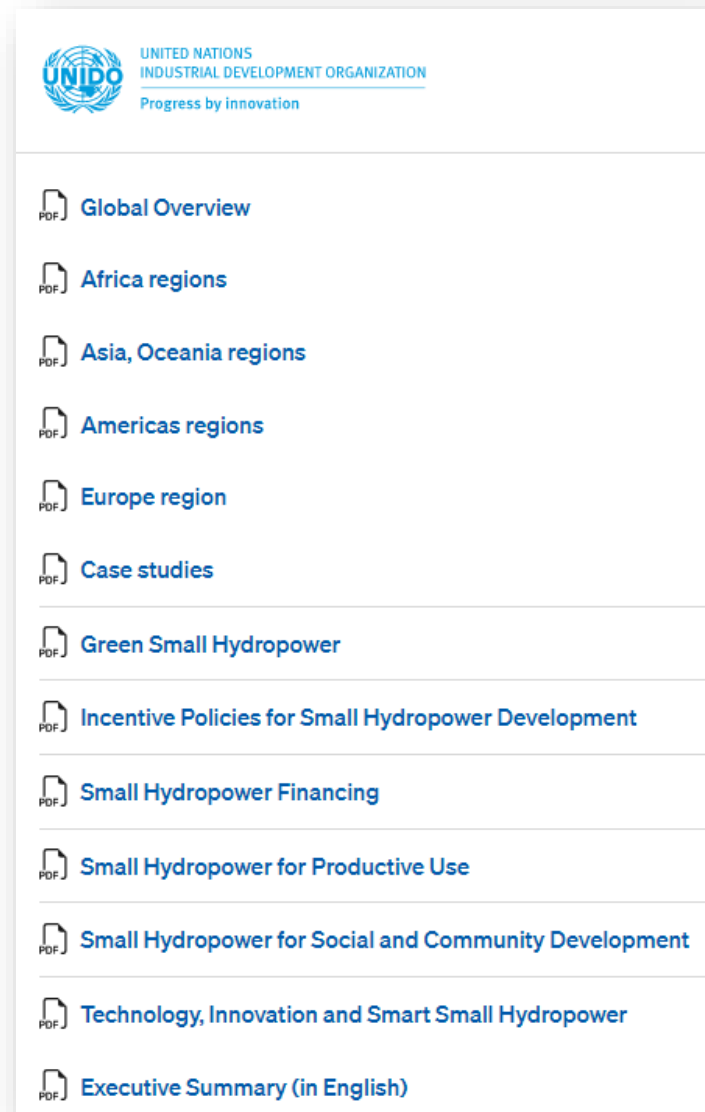 UNIDO
UNITED NATIONS
INDUSTRIAL DEVELOPMENT ORGANIZATION
Progress by innovation
PDF Global Overview
PDF Africa regions
PDF Asia, Oceania regions
PDF Americas regions
PDF Europe region
PDF Case studies
PDF Green Small Hydropower
PDF Incentive Policies for Small Hydropower Development
PDF Small Hydropower Financing
PDF Small Hydropower for Productive Use
PDF Small Hydropower for Social and Community Development
PDF Technology, Innovation and Smart Small Hydropower
PDF Executive Summary (in English)